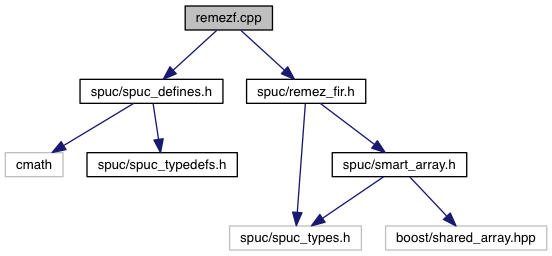 remezf.cpp
spuc/spuc_defines.h
spuc/remez_fir.h
cmath
spuc/spuc_typedefs.h
spuc/smart_array.h
spuc/spuc_types.h
boost/shared_array.hpp